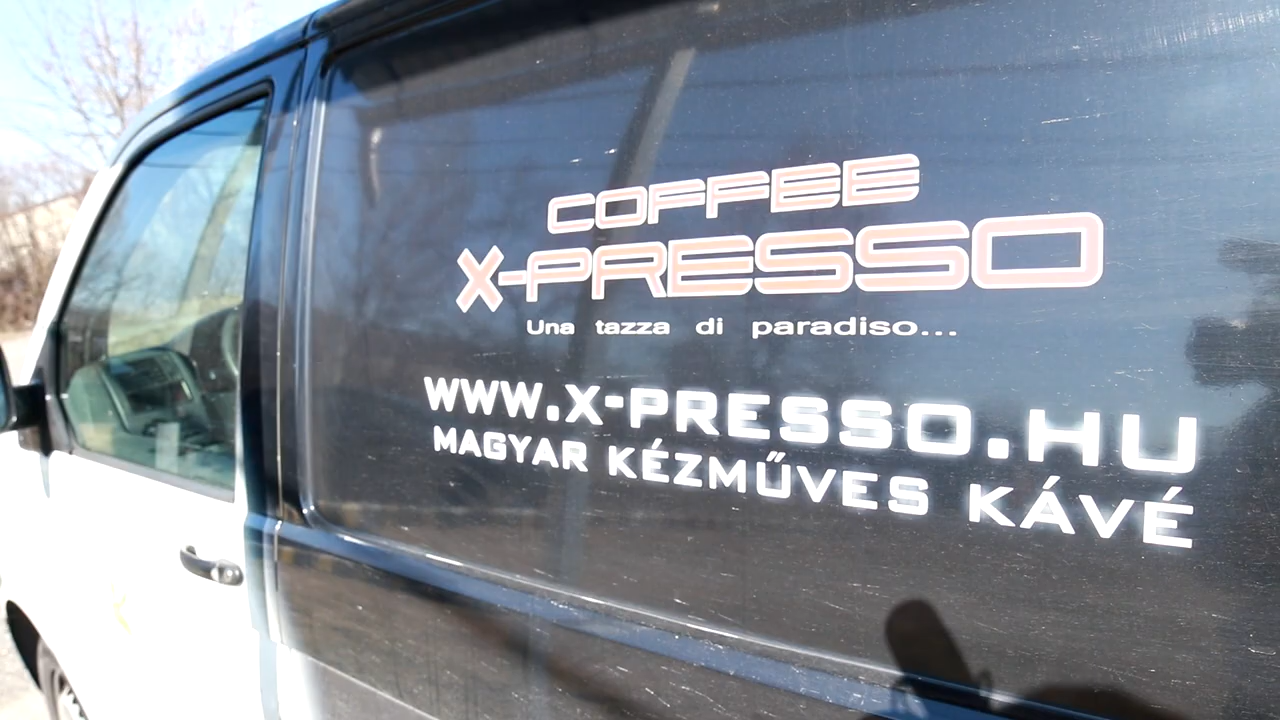 COFFEE
X-PRESSO
Una tazza di paradiso...
WWW.X-PRESSO.HU
MAGYAR KÉZMŰVES KÁVÉ